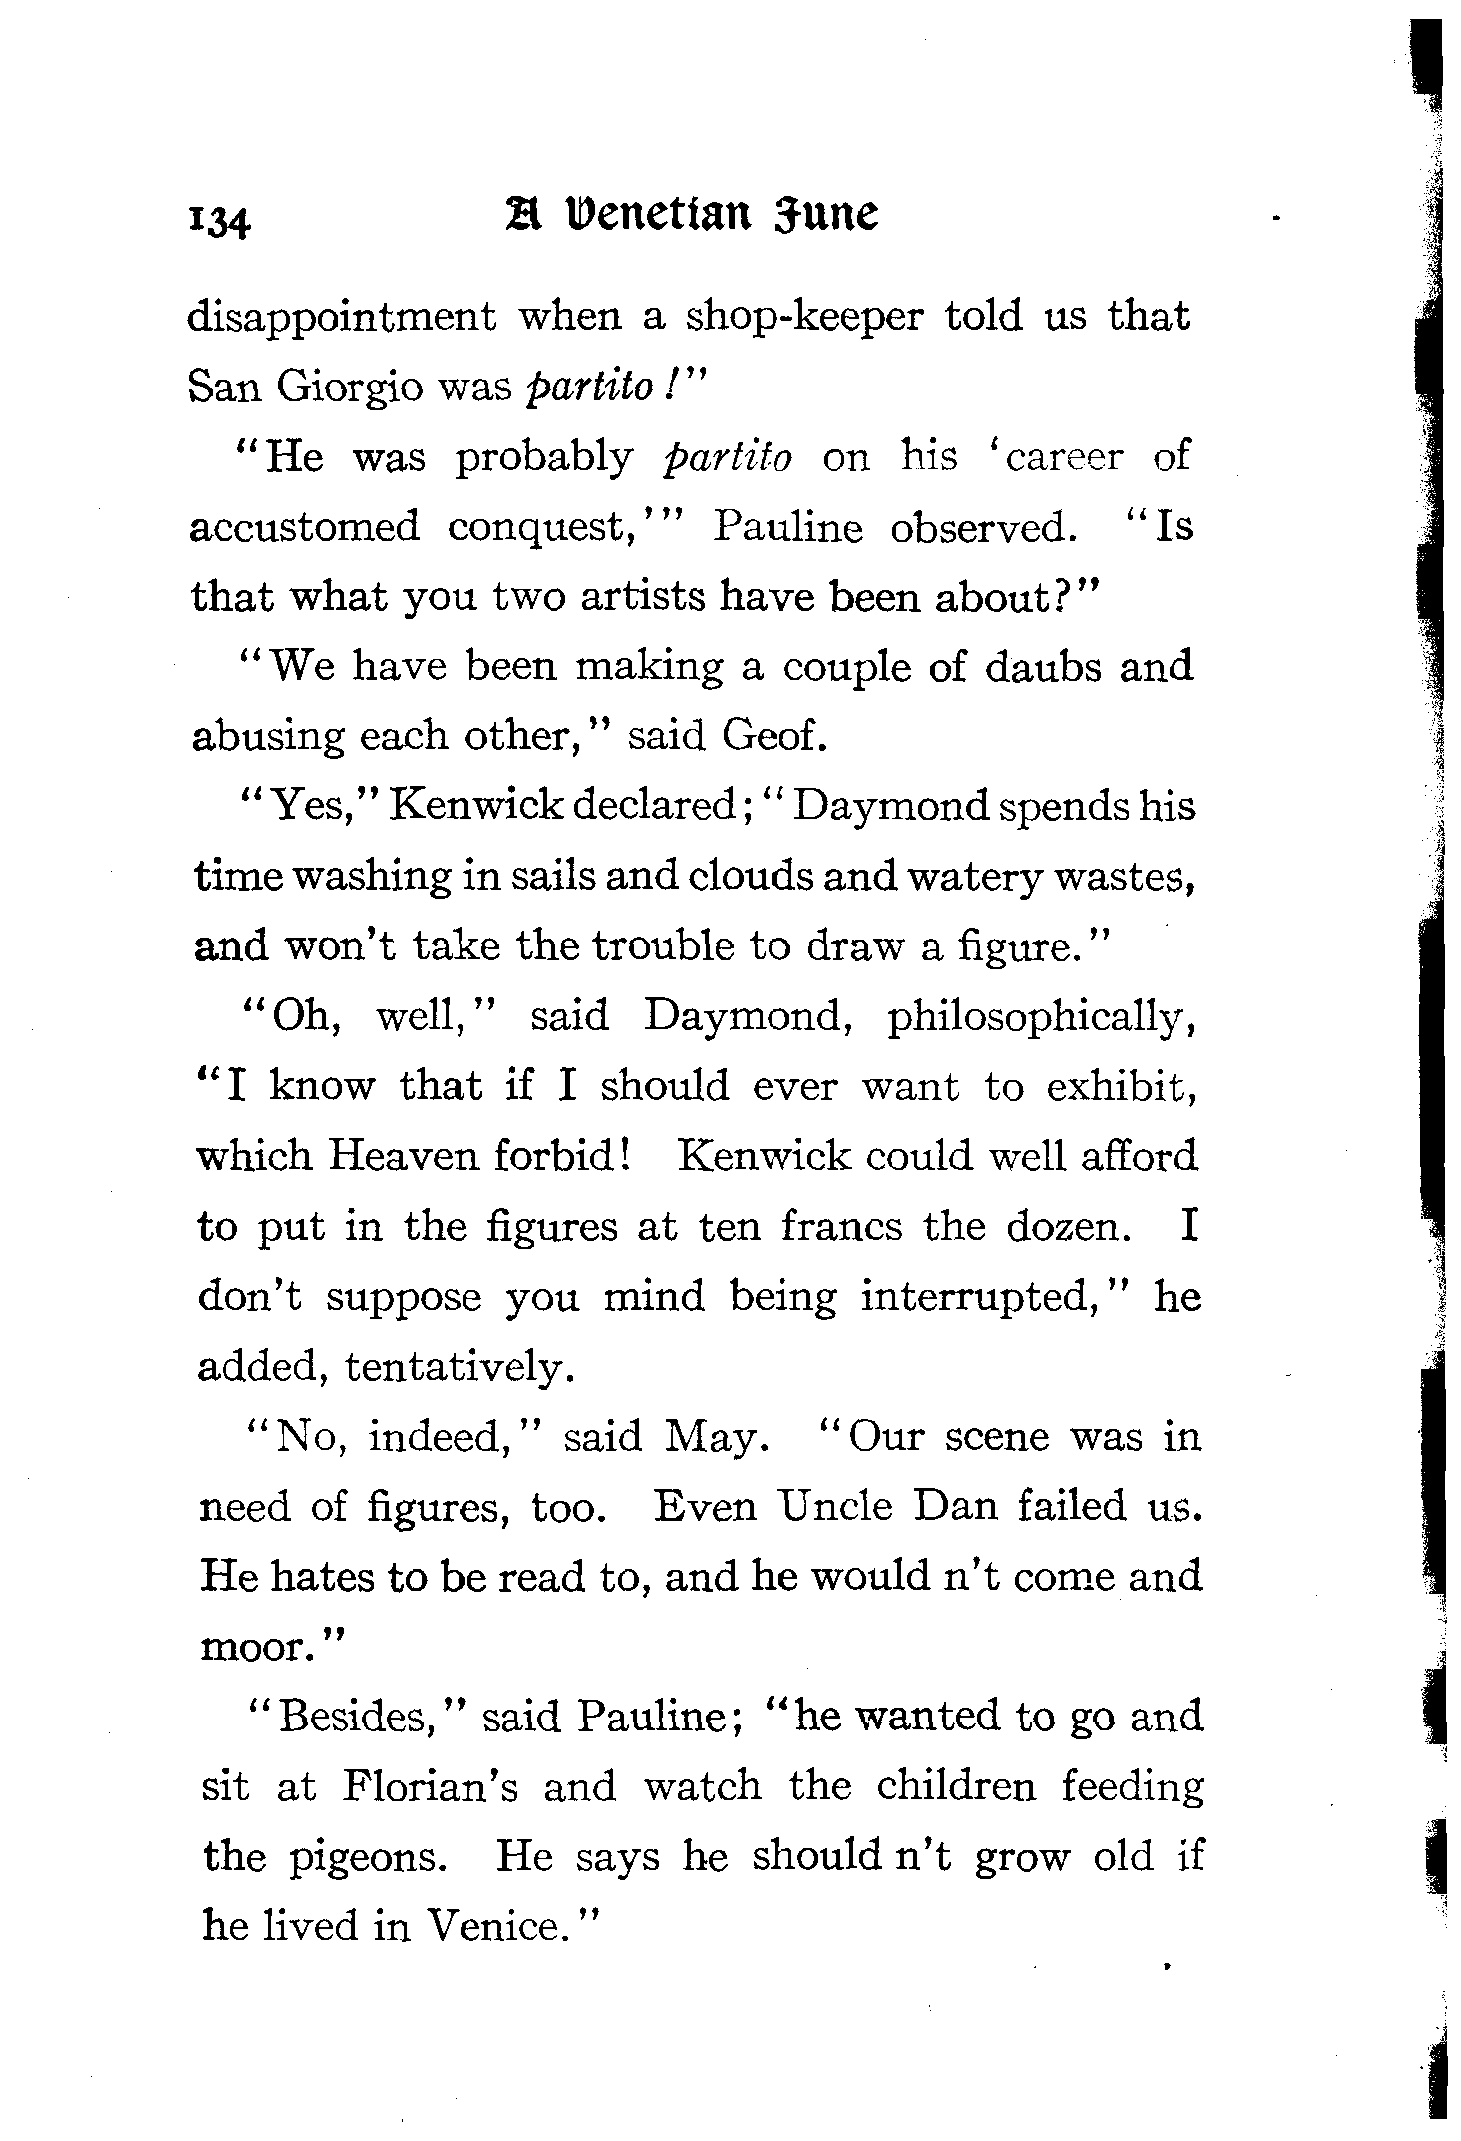 134 A Venetian June
disappointment when a shop-keeper told us that
San Giorgio was partito !"
"He was probably partito on his 'career of
accustomed conquest,'" Pauline observed. "Is
that what you two artists have been about?"
"We have been making a couple of daubs and
abusing each other," said Geof.
"Yes," Kenwick declared; "Daymond spends his
time washing in sails and clouds and watery wastes,
and won't take the trouble to draw a figure."
"Oh, well," said Daymond, philosophically,
"I know that if I should ever want to exhibit,
which Heaven forbid! Kenwick could well afford
to put in the figures at ten francs the dozen. I
don't suppose you mind being interrupted," he
added, tentatively.
"No, indeed," said May. "Our scene was in
need of figures, too. Even Uncle Dan failed us.
He hates to be read to, and he would n't come and
moor."
"Besides," said Pauline; "he wanted to go and
sit at Florian's and watch the children feeding
the pigeons. He says he should n't grow old if
he lived in Venice."